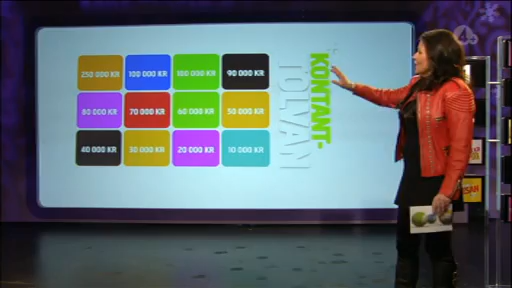 4
250 000 KR 100 000 KR 100 000 KR 90 000 KR
80 000 KR 70 000 KR 60 000 KR 50 000 KR
40 000 KR 30 000 KR 20 000 KR 10 000 KR
KONTANT-
TOLVAN